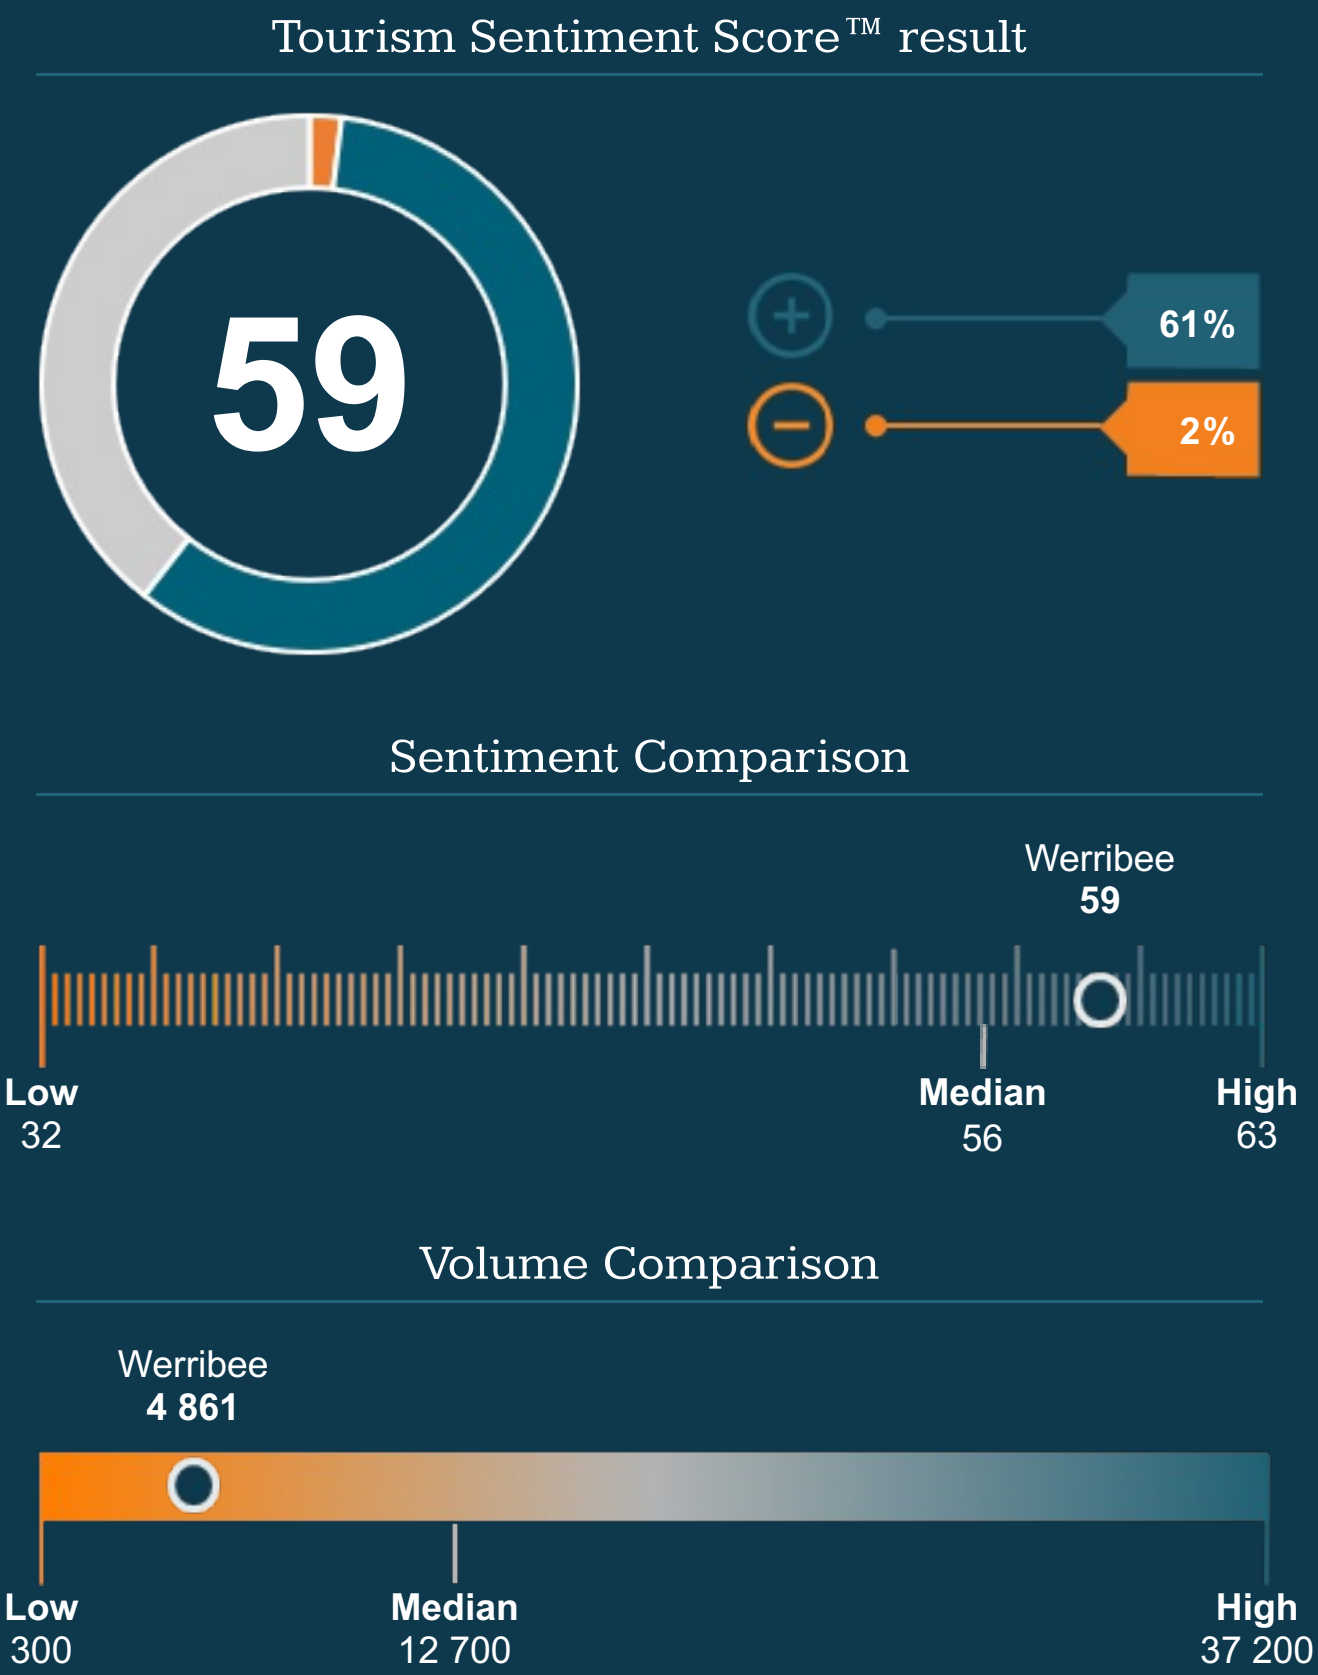 Tourism Sentiment Score™ result
59
61%
2%
Sentiment Comparison
Werribee
59
Low
32
Median
56
High
63
Volume Comparison
Werribee
4 861
Low
300
Median
12 700
High
37 200